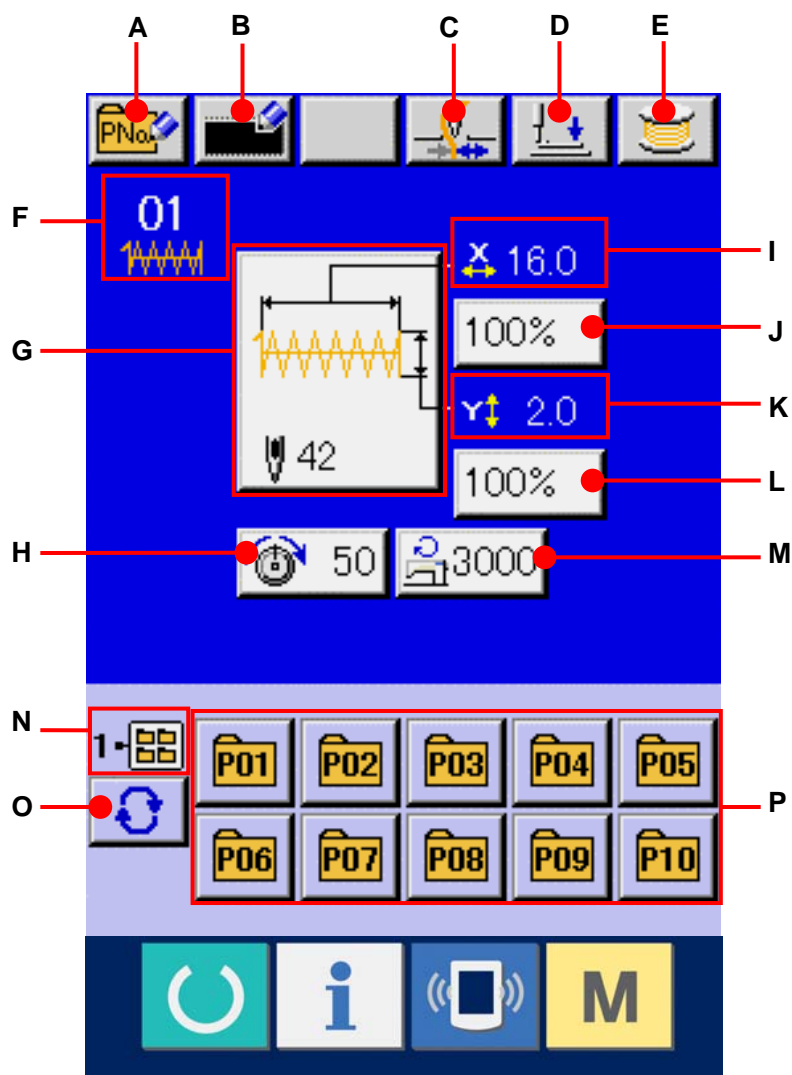 A B C D E
PNo.
F 01
I X 16.0
G
J 100%
K Y 2.0
42
L 100%
H 50 3000 M
N 1
P01 P02 P03 P04 P05
O P
P06 P07 P08 P09 P10
i M